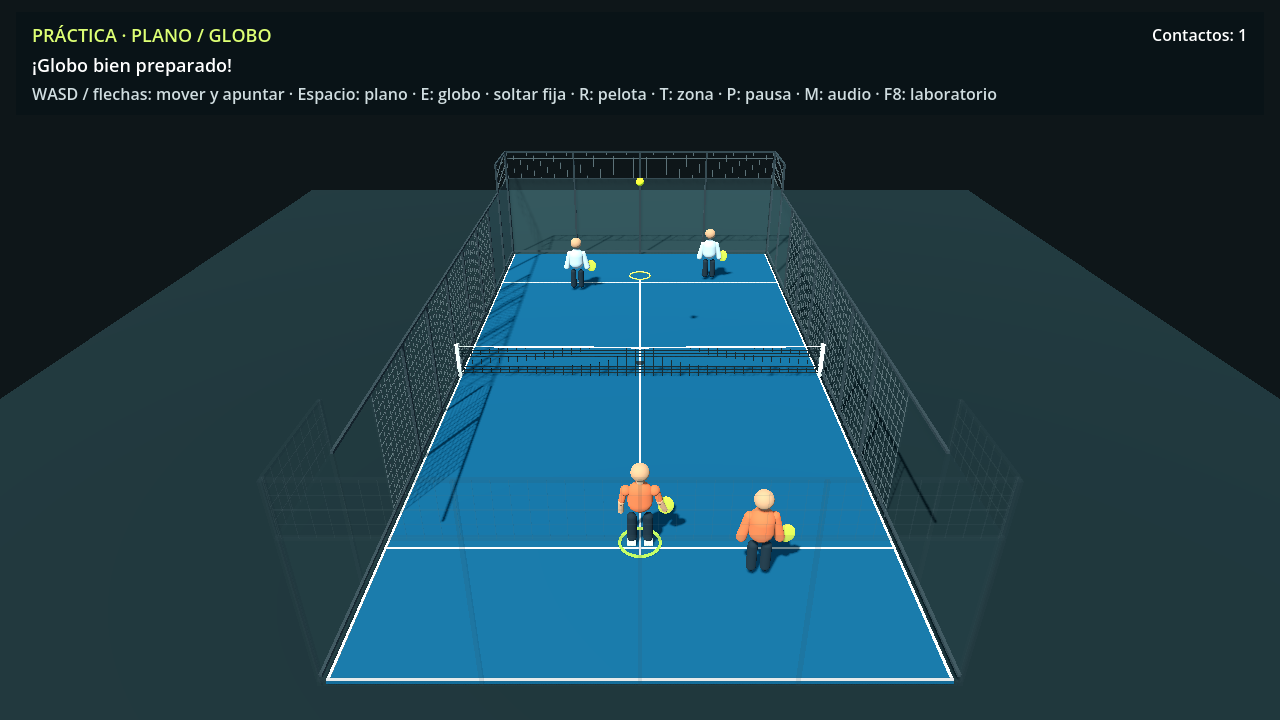 PRÁCTICA · PLANO / GLOBO
Contactos: 1
¡Globo bien preparado!
WASD / flechas: mover y apuntar · Espacio: plano · E: globo · soltar fija · R: pelota · T: zona · P: pausa · M: audio · F8: laboratorio